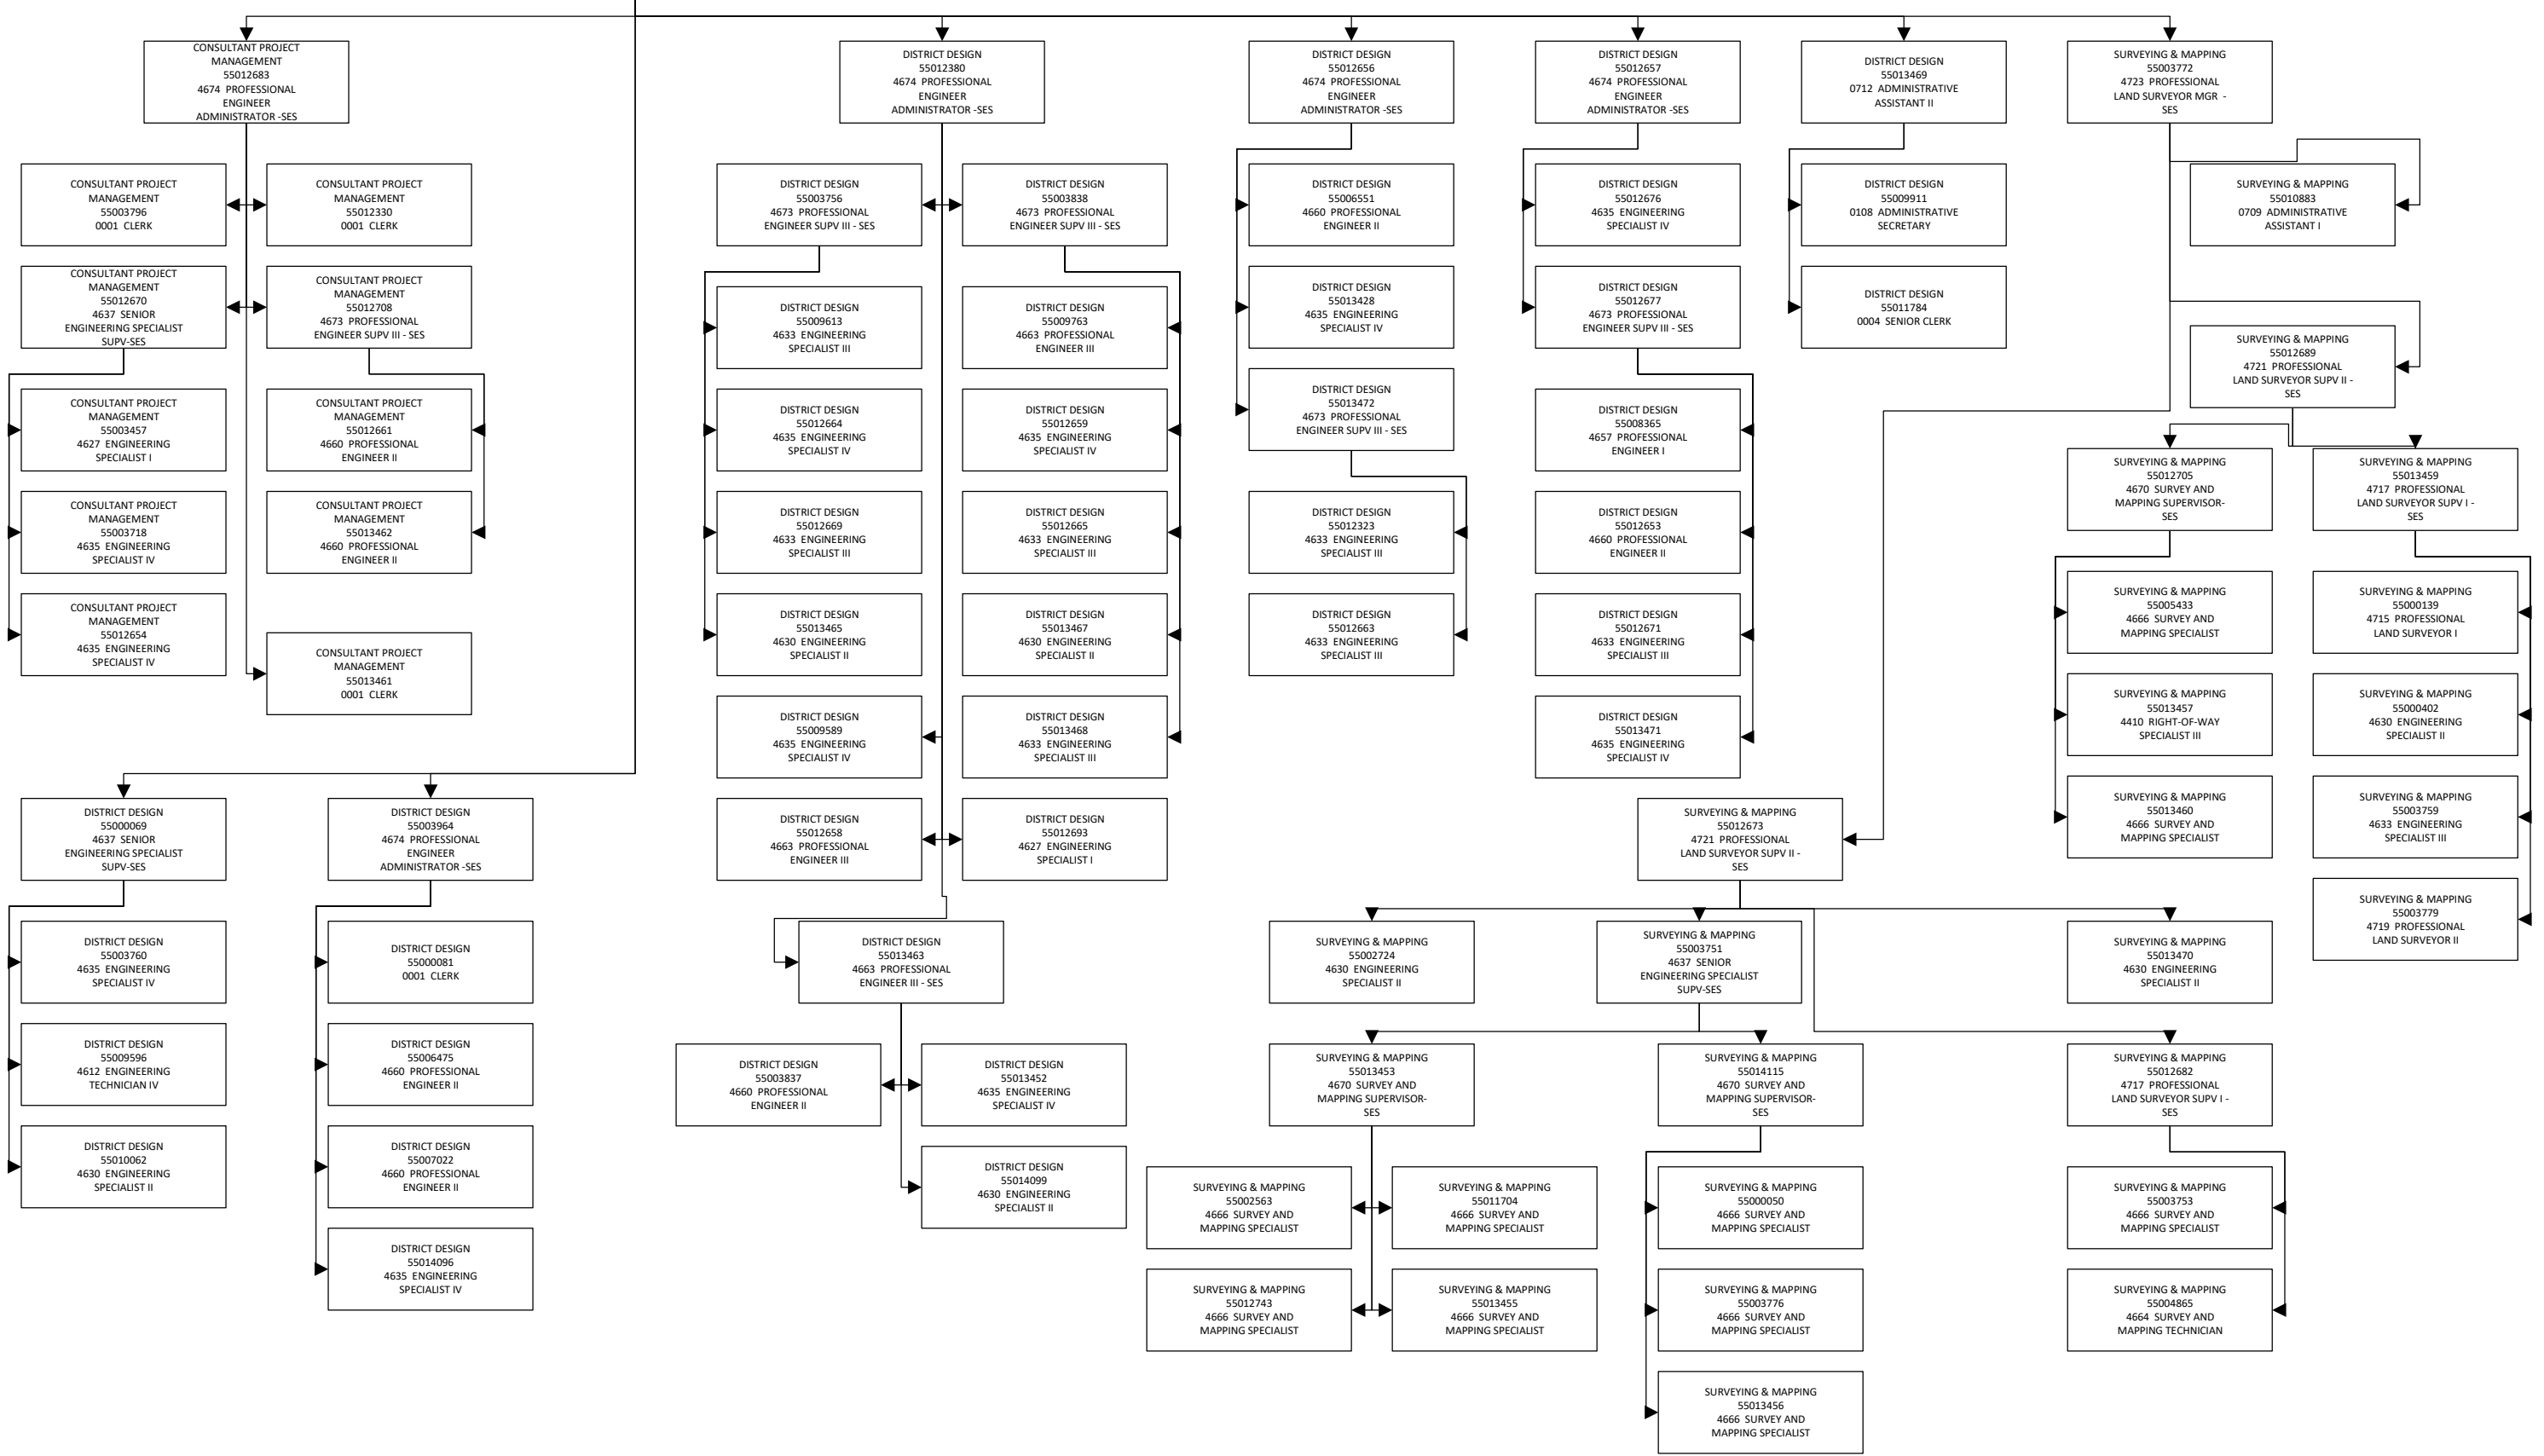 CONSULTANT PROJECT
MANAGEMENT
55012683
4674 PROFESSIONAL
ENGINEER
ADMINISTRATOR -SES
DISTRICT DESIGN
55012380
4674 PROFESSIONAL
ENGINEER
ADMINISTRATOR -SES
DISTRICT DESIGN
55012656
4674 PROFESSIONAL
ENGINEER
ADMINISTRATOR -SES
DISTRICT DESIGN
55012657
4674 PROFESSIONAL
ENGINEER
ADMINISTRATOR -SES
DISTRICT DESIGN
55013469
0712 ADMINISTRATIVE
ASSISTANT II
SURVEYING & MAPPING
55003772
4723 PROFESSIONAL
LAND SURVEYOR MGR -
SES
CONSULTANT PROJECT
MANAGEMENT
55003796
0001 CLERK
CONSULTANT PROJECT
MANAGEMENT
55012330
0001 CLERK
DISTRICT DESIGN
55003756
4673 PROFESSIONAL
ENGINEER SUPV III - SES
DISTRICT DESIGN
55003838
4673 PROFESSIONAL
ENGINEER SUPV III - SES
DISTRICT DESIGN
55006551
4660 PROFESSIONAL
ENGINEER II
DISTRICT DESIGN
55012676
4635 ENGINEERING
SPECIALIST IV
DISTRICT DESIGN
55009911
0108 ADMINISTRATIVE
SECRETARY
SURVEYING & MAPPING
55010883
0709 ADMINISTRATIVE
ASSISTANT I
CONSULTANT PROJECT
MANAGEMENT
55012670
4637 SENIOR
ENGINEERING SPECIALIST
SUPV-SES
CONSULTANT PROJECT
MANAGEMENT
55012708
4673 PROFESSIONAL
ENGINEER SUPV III - SES
DISTRICT DESIGN
55009613
4633 ENGINEERING
SPECIALIST III
DISTRICT DESIGN
55009763
4663 PROFESSIONAL
ENGINEER III
DISTRICT DESIGN
55013428
4635 ENGINEERING
SPECIALIST IV
DISTRICT DESIGN
55012677
4673 PROFESSIONAL
ENGINEER SUPV III - SES
DISTRICT DESIGN
55011784
0004 SENIOR CLERK
SURVEYING & MAPPING
55012689
4721 PROFESSIONAL
LAND SURVEYOR SUPV II -
SES
CONSULTANT PROJECT
MANAGEMENT
55003457
4627 ENGINEERING
SPECIALIST I
CONSULTANT PROJECT
MANAGEMENT
55012661
4660 PROFESSIONAL
ENGINEER II
DISTRICT DESIGN
55012664
4635 ENGINEERING
SPECIALIST IV
DISTRICT DESIGN
55012659
4635 ENGINEERING
SPECIALIST IV
DISTRICT DESIGN
55013472
4673 PROFESSIONAL
ENGINEER SUPV III - SES
DISTRICT DESIGN
55008365
4657 PROFESSIONAL
ENGINEER I
SURVEYING & MAPPING
55012705
4670 SURVEY AND
MAPPING SUPERVISOR-
SES
SURVEYING & MAPPING
55013459
4717 PROFESSIONAL
LAND SURVEYOR SUPV I -
SES
CONSULTANT PROJECT
MANAGEMENT
55003718
4635 ENGINEERING
SPECIALIST IV
CONSULTANT PROJECT
MANAGEMENT
55013462
4660 PROFESSIONAL
ENGINEER II
DISTRICT DESIGN
55012669
4633 ENGINEERING
SPECIALIST III
DISTRICT DESIGN
55012665
4633 ENGINEERING
SPECIALIST III
DISTRICT DESIGN
55012323
4633 ENGINEERING
SPECIALIST III
DISTRICT DESIGN
55012653
4660 PROFESSIONAL
ENGINEER II
SURVEYING & MAPPING
55005433
4666 SURVEY AND
MAPPING SPECIALIST
SURVEYING & MAPPING
55000139
4715 PROFESSIONAL
LAND SURVEYOR I
CONSULTANT PROJECT
MANAGEMENT
55012654
4635 ENGINEERING
SPECIALIST IV
CONSULTANT PROJECT
MANAGEMENT
55013461
0001 CLERK
DISTRICT DESIGN
55013465
4630 ENGINEERING
SPECIALIST II
DISTRICT DESIGN
55013467
4630 ENGINEERING
SPECIALIST II
DISTRICT DESIGN
55012663
4633 ENGINEERING
SPECIALIST III
DISTRICT DESIGN
55012671
4633 ENGINEERING
SPECIALIST III
SURVEYING & MAPPING
55013457
4410 RIGHT-OF-WAY
SPECIALIST III
SURVEYING & MAPPING
55000402
4630 ENGINEERING
SPECIALIST II
DISTRICT DESIGN
55009589
4635 ENGINEERING
SPECIALIST IV
DISTRICT DESIGN
55013468
4633 ENGINEERING
SPECIALIST III
DISTRICT DESIGN
55013471
4635 ENGINEERING
SPECIALIST IV
SURVEYING & MAPPING
55013460
4666 SURVEY AND
MAPPING SPECIALIST
SURVEYING & MAPPING
55003759
4633 ENGINEERING
SPECIALIST III
DISTRICT DESIGN
55000069
4637 SENIOR
ENGINEERING SPECIALIST
SUPV-SES
DISTRICT DESIGN
55003964
4674 PROFESSIONAL
ENGINEER
ADMINISTRATOR -SES
DISTRICT DESIGN
55012658
4663 PROFESSIONAL
ENGINEER III
DISTRICT DESIGN
55012693
4627 ENGINEERING
SPECIALIST I
SURVEYING & MAPPING
55012673
4721 PROFESSIONAL
LAND SURVEYOR SUPV II -
SES
SURVEYING & MAPPING
55003779
4719 PROFESSIONAL
LAND SURVEYOR II
DISTRICT DESIGN
55003760
4635 ENGINEERING
SPECIALIST IV
DISTRICT DESIGN
55000081
0001 CLERK
DISTRICT DESIGN
55013463
4663 PROFESSIONAL
ENGINEER III - SES
SURVEYING & MAPPING
55002724
4630 ENGINEERING
SPECIALIST II
SURVEYING & MAPPING
55003751
4637 SENIOR
ENGINEERING SPECIALIST
SUPV-SES
SURVEYING & MAPPING
55013470
4630 ENGINEERING
SPECIALIST II
DISTRICT DESIGN
55009596
4612 ENGINEERING
TECHNICIAN IV
DISTRICT DESIGN
55006475
4660 PROFESSIONAL
ENGINEER II
DISTRICT DESIGN
55003837
4660 PROFESSIONAL
ENGINEER II
DISTRICT DESIGN
55013452
4635 ENGINEERING
SPECIALIST IV
SURVEYING & MAPPING
55013453
4670 SURVEY AND
MAPPING SUPERVISOR-
SES
SURVEYING & MAPPING
55014115
4670 SURVEY AND
MAPPING SUPERVISOR-
SES
SURVEYING & MAPPING
55012682
4717 PROFESSIONAL
LAND SURVEYOR SUPV I -
SES
DISTRICT DESIGN
55010062
4630 ENGINEERING
SPECIALIST II
DISTRICT DESIGN
55007022
4660 PROFESSIONAL
ENGINEER II
DISTRICT DESIGN
55014099
4630 ENGINEERING
SPECIALIST II
SURVEYING & MAPPING
55002563
4666 SURVEY AND
MAPPING SPECIALIST
SURVEYING & MAPPING
55011704
4666 SURVEY AND
MAPPING SPECIALIST
SURVEYING & MAPPING
55000050
4666 SURVEY AND
MAPPING SPECIALIST
SURVEYING & MAPPING
55003753
4666 SURVEY AND
MAPPING SPECIALIST
DISTRICT DESIGN
55014096
4635 ENGINEERING
SPECIALIST IV
SURVEYING & MAPPING
55012743
4666 SURVEY AND
MAPPING SPECIALIST
SURVEYING & MAPPING
55013455
4666 SURVEY AND
MAPPING SPECIALIST
SURVEYING & MAPPING
55003776
4666 SURVEY AND
MAPPING SPECIALIST
SURVEYING & MAPPING
55004865
4664 SURVEY AND
MAPPING TECHNICIAN
SURVEYING & MAPPING
55013456
4666 SURVEY AND
MAPPING SPECIALIST